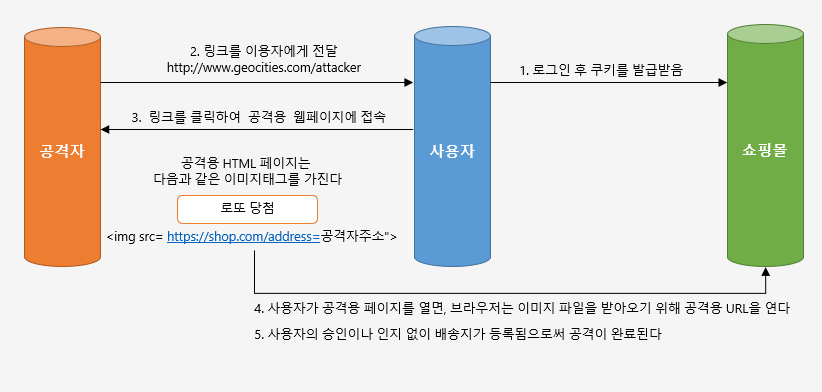 2. 링크를 이용자에게 전달
http://www.geocities.com/attacker
1. 로그인 후 쿠키를 발급받음
3. 링크를 클릭하여 공격용 웹페이지에 접속
공격자
사용자
쇼핑몰
공격용 HTML 페이지는
다음과 같은 이미지태그를 가진다
로또 당첨
<img src= https://shop.com/address=공격자주소">
4. 사용자가 공격용 페이지를 열면, 브라우저는 이미지 파일을 받아오기 위해 공격용 URL을 연다
5. 사용자의 승인이나 인지 없이 배송지가 등록됨으로써 공격이 완료된다